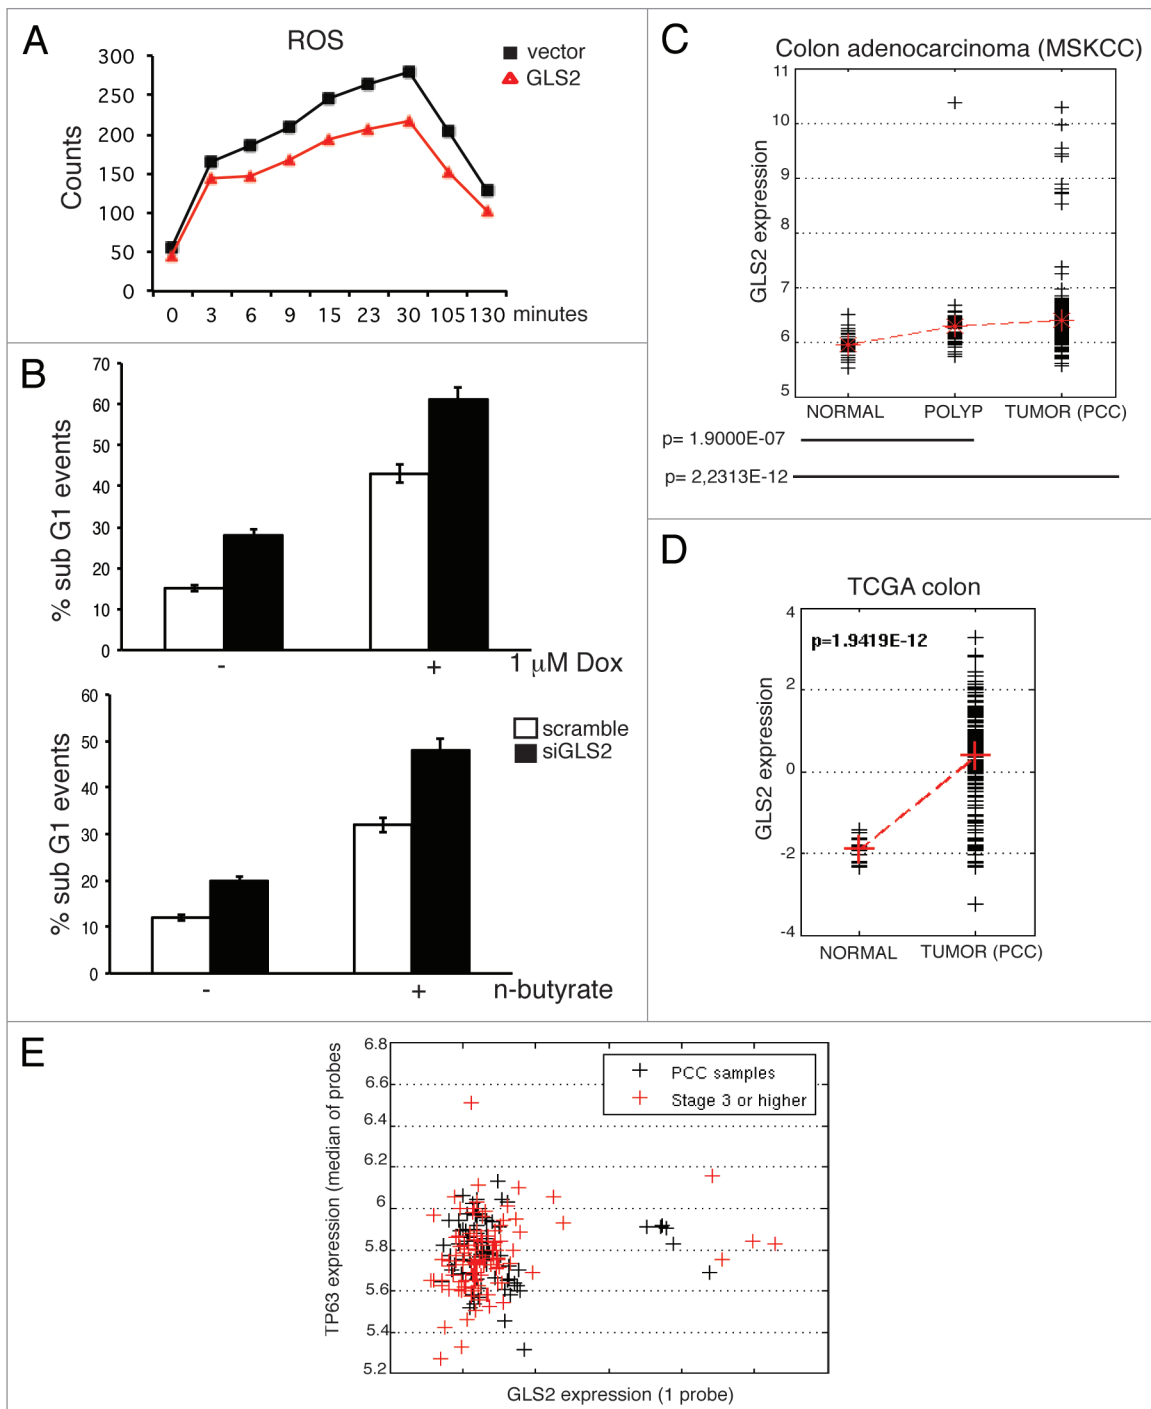 A
ROS
vector
GLS2
300
250
200
150
100
50
0
Counts
0 3 6 9 15 23 30 105 130 minutes
B
70
60
50
40
30
20
10
0
% sub G1 events
- + 1 μM Dox
60
50
40
30
20
10
0
% sub G1 events
scramble
siGLS2
- + n-butyrate
C
Colon adenocarcinoma (MSKCC)
11
10
9
8
7
6
5
GLS2 expression
NORMAL POLYP TUMOR (PCC)
p= 1.9000E-07
p= 2,2313E-12
D
TCGA colon
p=1.9419E-12
4
2
0
-2
-4
GLS2 expression
NORMAL TUMOR (PCC)
E
6.8
6.6
6.4
6.2
6
5.8
5.6
5.4
5.2
TP63 expression (median of probes
PCC samples
Stage 3 or higher
GLS2 expression (1 probe)